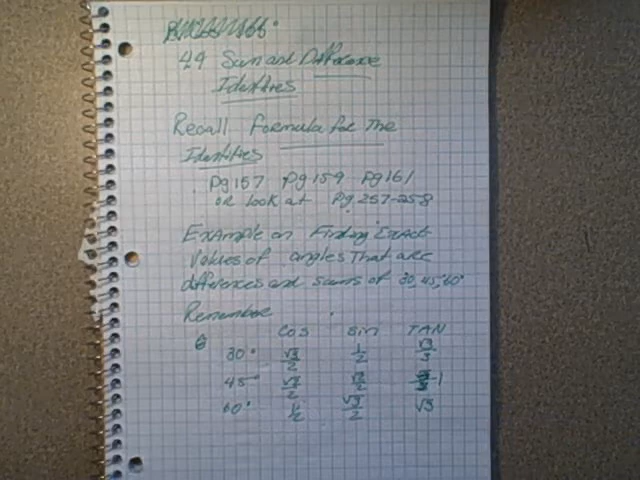 4.9 Sum and Difference
Identities
Recall Formula for The
Identities
Pg 157 Pg 159 Pg 161
OR look at Pg 257-258
Example on Finding Exact
Values of angles That are
differences and sums of 30°, 45°, 60°
Remember
θ COS sin TAN
30° √3/2 1/2 √3/3
45° √2/2 √2/2 1
60° 1/2 √3/2 √3